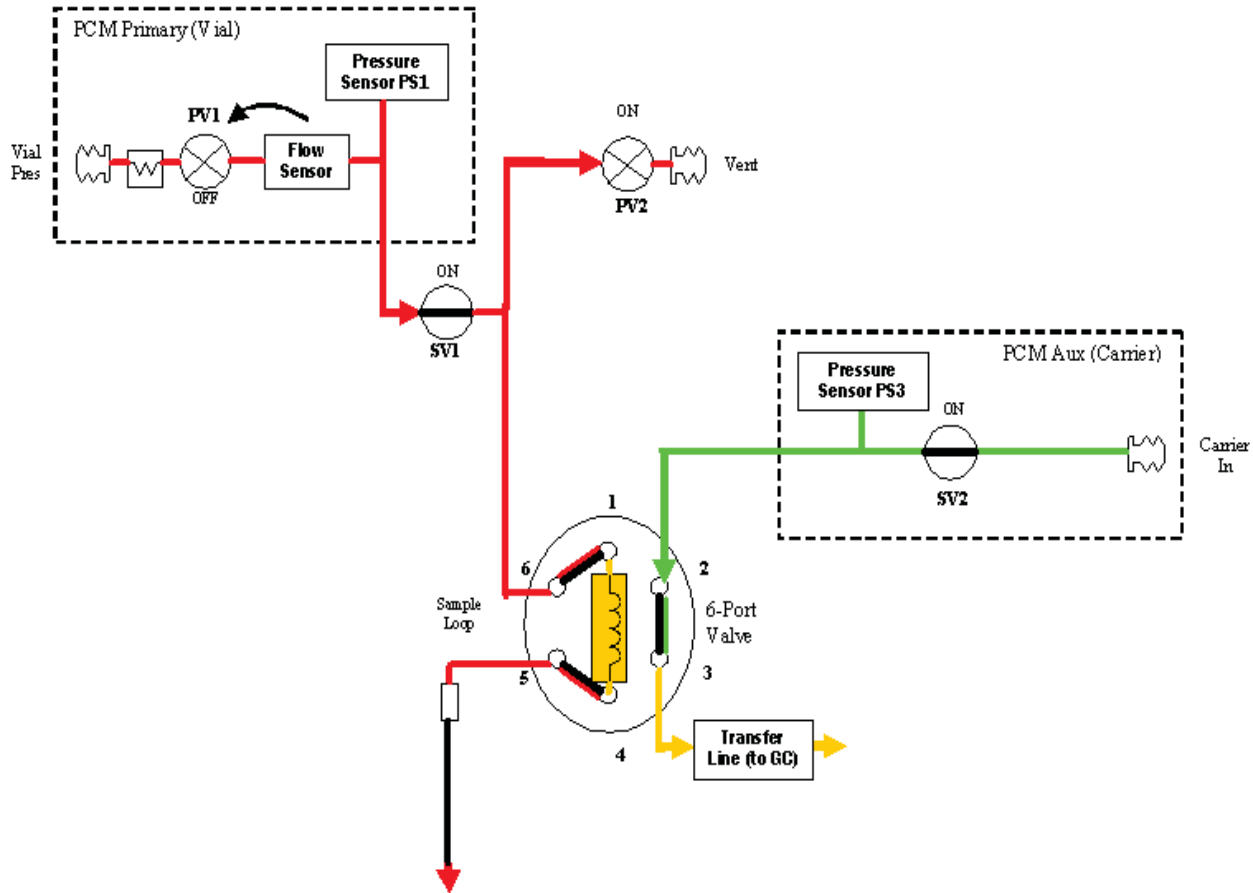 PCM Primary (Vial)
Pressure
Sensor PS1
PV1
Vial
Pres
Flow
Sensor
OFF
ON
Vent
PV2
ON
SV1
PCM Aux (Carrier)
Pressure
Sensor PS3
ON
Carrier
In
SV2
1
6
2
Sample
Loop
6-Port
Valve
5
3
4
Transfer
Line (to GC)